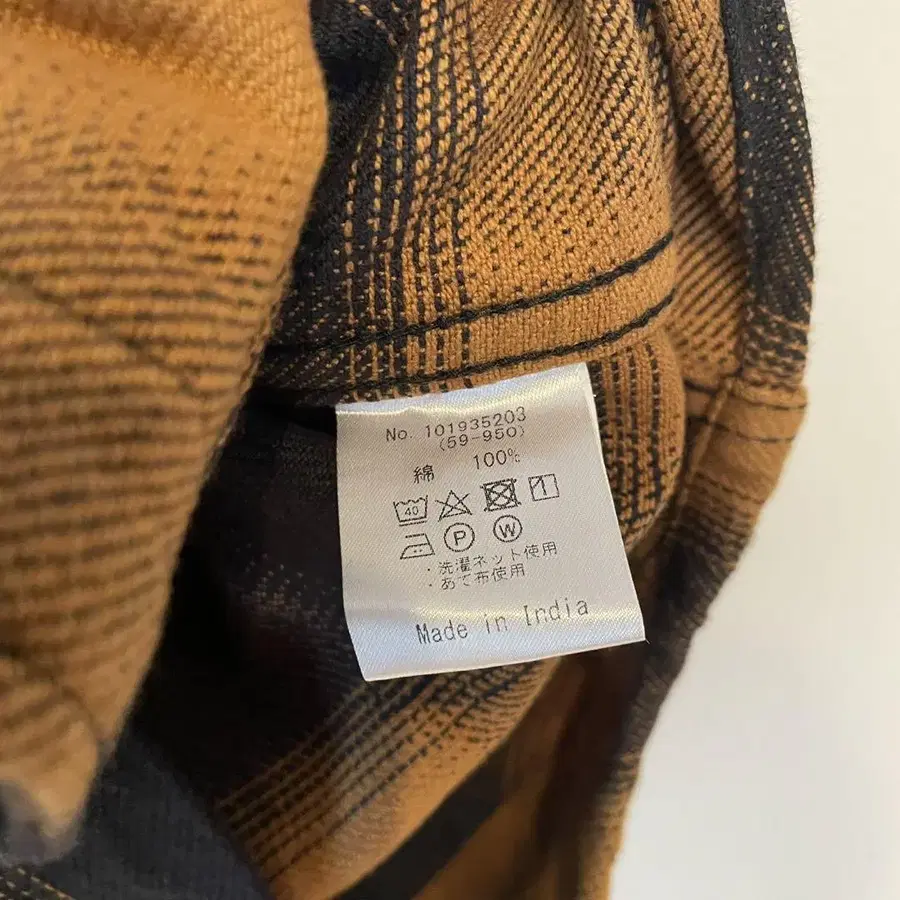 No. 101935203
(59-950)
綿 100%
40
P W
・洗濯ネット使用
・あて布使用
Made in India